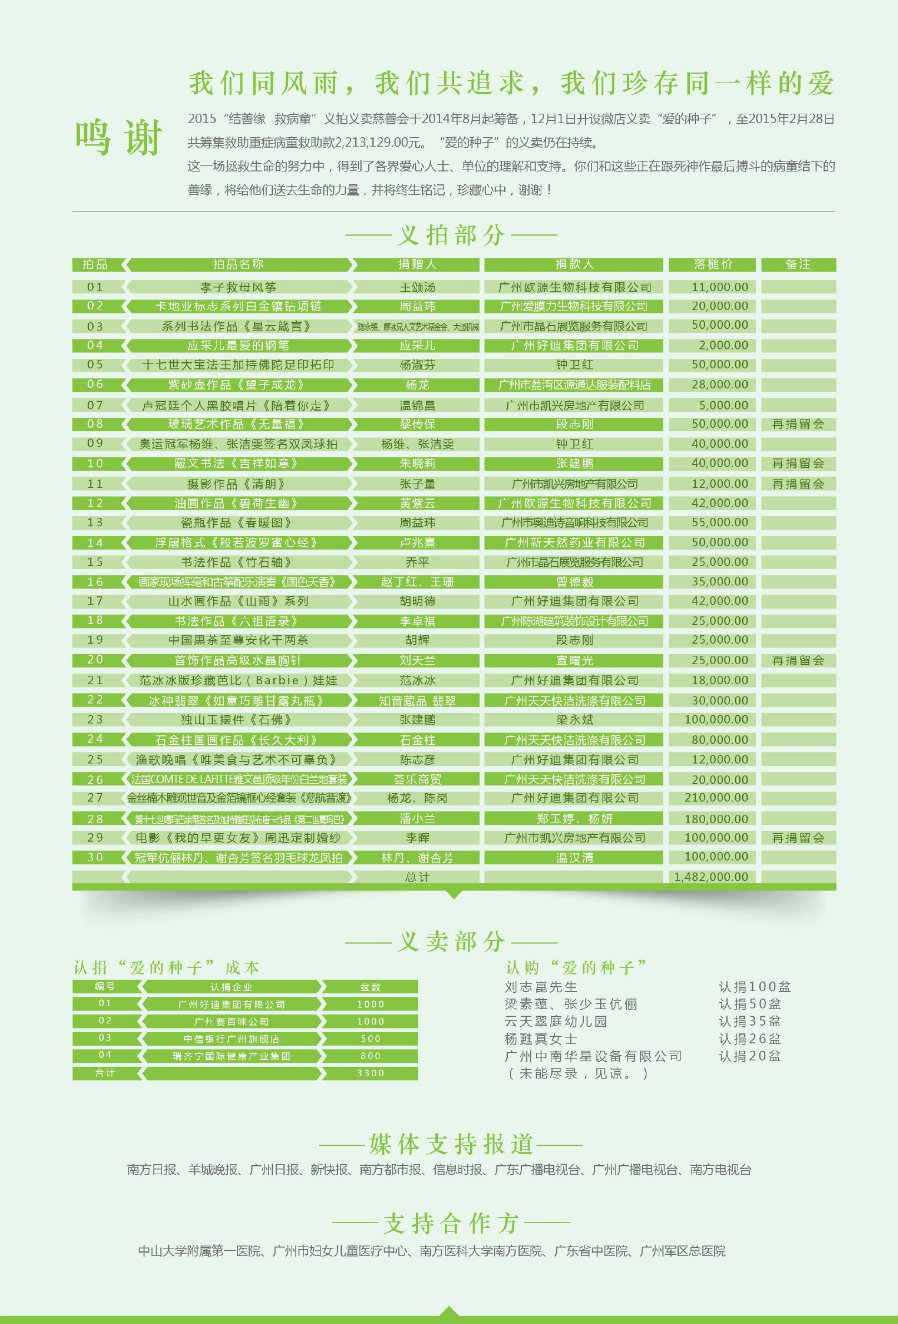 我们同风雨，我们共追求，我们珍存同一样的爱
鸣谢
2015“结善缘 救病童”义拍义卖慈善会于2014年8月起筹备，12月1日开设微店义卖“爱的种子”，至2015年2月28日
共筹集救助重症病童救助款2,213,129.00元。“爱的种子”的义卖仍在持续。
这一场拯救生命的努力中，得到了各界爱心人士、单位的理解和支持。你们和这些正在跟死神作最后搏斗的病童结下的
善缘，将给他们送去生命的力量，并将终生铭记，珍藏心中，谢谢！
义拍部分
拍品 拍品名称 捐赠人 捐款人 落槌价 备注
01 孝子救母风筝 王颂汤 广州欧源生物科技有限公司 11,000.00
02 卡地亚标志系列白金镶钻项链 周益玮 广州爱膜力生物科技有限公司 20,000.00
03 系列书法作品《星云箴言》 广州市晶石展览服务有限公司 50,000.00
04 应采儿最爱的钢笔 应采儿 广州好迪集团有限公司 2,000.00
05 十七世大宝法王加持佛陀足印拓印 杨淑芬 钟卫红 50,000.00
06 紫砂壶作品《望子成龙》 杨龙 广州市荔湾区源通达服装配料店 28,000.00
07 卢冠廷个人黑胶唱片《陪着你走》 温锦昌 广州市凯兴房地产有限公司 5,000.00
08 玻璃艺术作品《无量福》 黎传保 段志刚 50,000.00 再捐留会
09 奥运冠军杨维、张洁雯签名双凤球拍 杨维、张洁雯 钟卫红 40,000.00
10 藏文书法《吉祥如意》 朱晓莉 张建鹏 40,000.00 再捐留会
11 摄影作品《清朗》 张子量 广州市凯兴房地产有限公司 12,000.00 再捐留会
12 油画作品《碧荷生幽》 黄紫云 广州欧源生物科技有限公司 42,000.00
13 瓷瓶作品《春暖图》 周益玮 广州市奥迪诗音响科技有限公司 55,000.00
14 浮屠格式《般若波罗蜜心经》 卢兆熹 广州新天然药业有限公司 50,000.00
15 书法作品《竹石轴》 乔平 广州市晶石展览服务有限公司 25,000.00
16 画家现场挥毫和古筝配乐演奏《国色天香》 赵丁红、王珊 曾德毅 35,000.00
17 山水画作品《山雨》系列 胡明德 广州好迪集团有限公司 42,000.00
18 书法作品《六祖语录》 李卓祺 广州陈湖建筑装饰设计有限公司 25,000.00
19 中国黑茶至尊安化千两茶 胡辉 段志刚 25,000.00
20 首饰作品高级水晶胸针 刘天兰 宣曙光 25,000.00 再捐留会
21 范冰冰版珍藏芭比（Barbie）娃娃 范冰冰 广州好迪集团有限公司 18,000.00
22 冰种翡翠《如意巧雅甘露丸瓶》 知音藏品 翡翠 广州天天快洁洗涤有限公司 30,000.00
23 独山玉摆件《石佛》 张建鹏 梁永斌 100,000.00
24 石金柱国画作品《长久大利》 石金柱 广州天天快洁洗涤有限公司 80,000.00
25 渔歌晚唱《唯美食与艺术不可辜负》 陈志彦 广州好迪集团有限公司 12,000.00
26 法国COMTE DE LAFITTE雅文邑顶级年份白兰地套装 荟乐商贸 广州天天快洁洗涤有限公司 20,000.00
27 金丝楠木雕观世音及金箔镜框心经套装《慈航普渡》 杨龙、陈岗 广州好迪集团有限公司 210,000.00
28 潘小兰 郑玉婷、杨妍 180,000.00
29 电影《我的早更女友》周迅定制婚纱 李晖 广州市凯兴房地产有限公司 100,000.00 再捐留会
30 冠军伉俪林丹、谢杏芳签名羽毛球龙凤拍 林丹、谢杏芳 温汉清 100,000.00
总计 1,482,000.00
义卖部分
认捐“爱的种子”成本
编号 认捐企业 盆数
01 广州好迪集团有限公司 1000
02 广州赛百味公司 1000
03 中信银行广州旗舰店 500
04 瑞齐宁国际健康产业集团 800
合计 3300
认购“爱的种子”
刘志嵩先生 认捐100盆
梁素蕴、张少玉伉俪 认捐50盆
云天翠庭幼儿园 认捐35盆
杨甦真女士 认捐26盆
广州中南华星设备有限公司 认捐20盆
（未能尽录，见谅。）
媒体支持报道
南方日报、羊城晚报、广州日报、新快报、南方都市报、信息时报、广东广播电视台、广州广播电视台、南方电视台
支持合作方
中山大学附属第一医院、广州市妇女儿童医疗中心、南方医科大学南方医院、广东省中医院、广州军区总医院